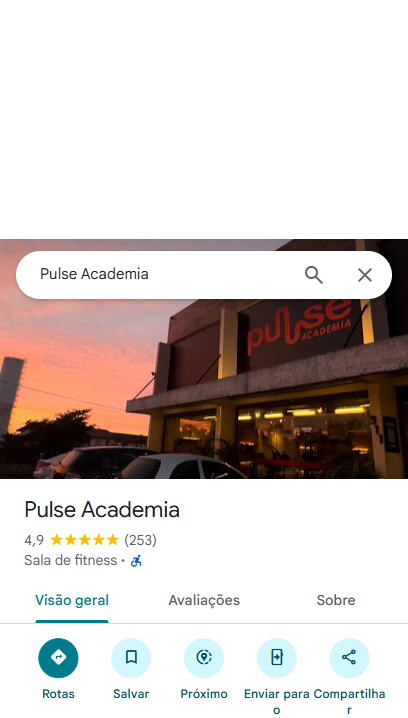 Pulse Academia
pulse
ACADEMIA
Pulse Academia
4,9 (253)
Sala de fitness ·
Visão geral Avaliações Sobre
Rotas Salvar Próximo Enviar para Compartilha
o r